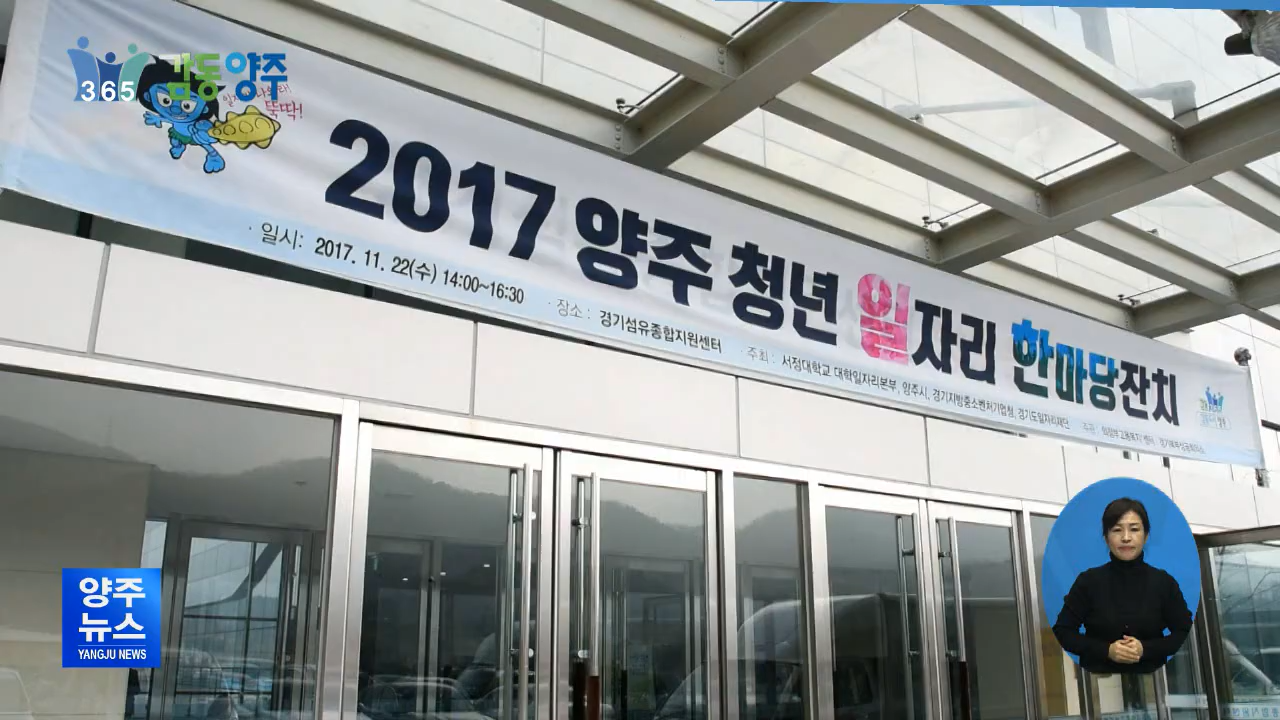 365 감동양주
뚝딱!
2017 양주 청년 일자리 한마당잔치
· 일시: 2017. 11. 22(수) 14:00~16:30 · 장소: 경기섬유종합지원센터 · 주최: 서정대학교 대학일자리본부, 양주시, 경기지방중소벤처기업청, 경기도일자리재단
양주
뉴스
YANGJU NEWS